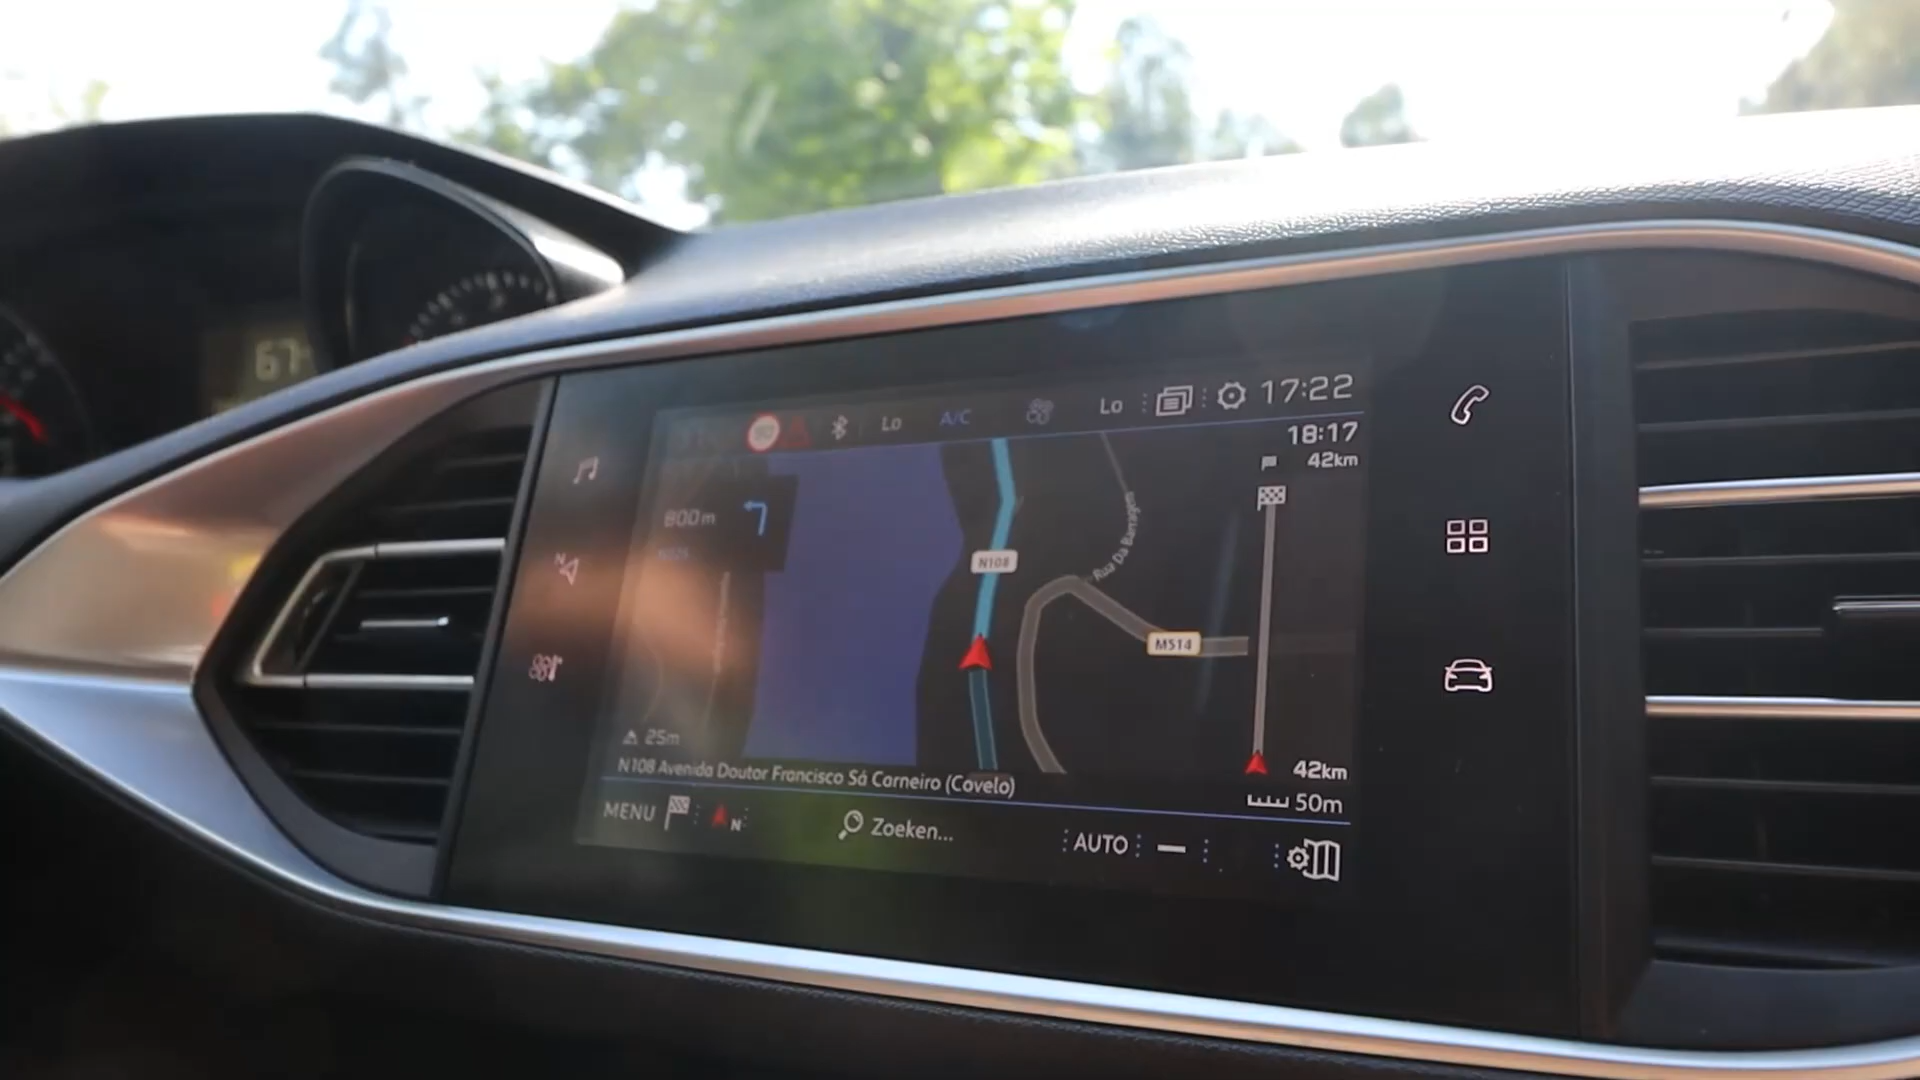 67
Lo A/C Lo 17:22
18:17
42km
800m
N108
Rua Da Barragem
M514
25m
42km
N108 Avenida Doutor Francisco Sá Carneiro (Covelo)
50m
MENU N Zoeken... AUTO
N